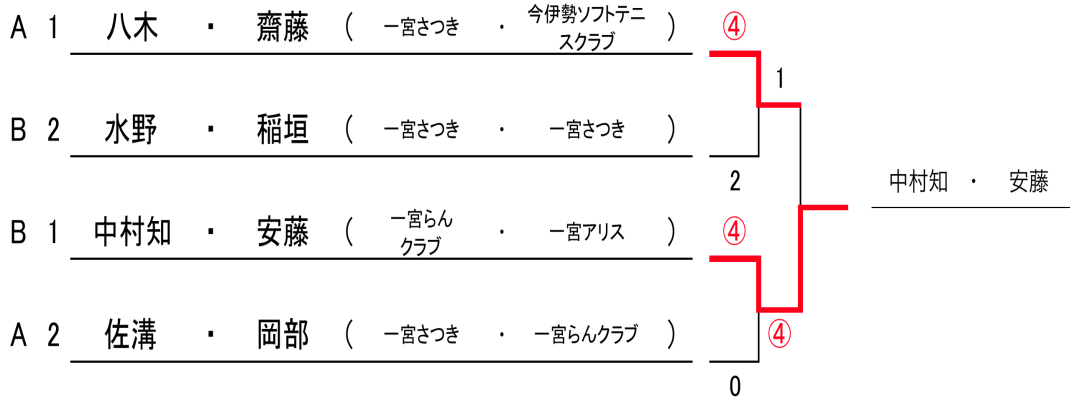 A 1 八木 ・ 齋藤 ( 一宮さつき ・ 今伊勢ソフトテニ
スクラブ ) ④
1
B 2 水野 ・ 稲垣 ( 一宮さつき ・ 一宮さつき )
2
中村知 ・ 安藤
B 1 中村知 ・ 安藤 ( 一宮らん
クラブ ・ 一宮アリス ) ④
A 2 佐溝 ・ 岡部 ( 一宮さつき ・ 一宮らんクラブ ) ④
0